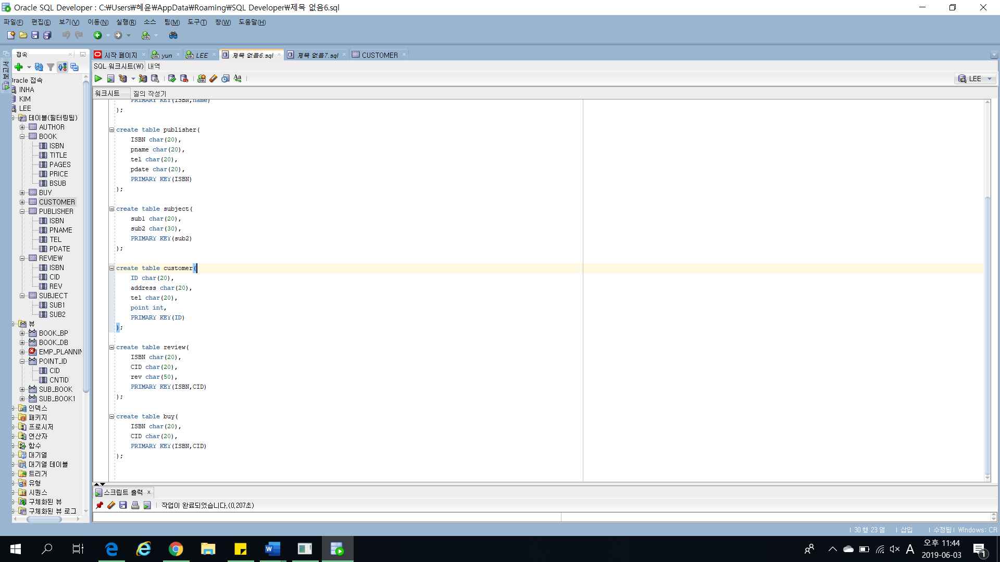 Oracle SQL Developer : C:₩Users₩혜윤₩AppData₩Roaming₩SQL Developer₩제목 없음6.sql
파일(F) 편집(E) 보기(V) 이동(N) 실행(R) 소스 팀(M) 도구(T) 창(W) 도움말(H)
접속
시작 페이지 yun LEE 제목 없음6.sql 제목 없음7.sql CUSTOMER
SQL 워크시트(W) 내역
LEE
워크시트 질의 작성기
Oracle 접속
INHA
KIM
LEE
테이블(필터링됨)
AUTHOR
BOOK
ISBN
TITLE
PAGES
PRICE
BSUB
BUY
CUSTOMER
PUBLISHER
ISBN
PNAME
TEL
PDATE
REVIEW
ISBN
CID
REV
SUBJECT
SUB1
SUB2
뷰
BOOK_BP
BOOK_DB
EMP_PLANNIN
POINT_ID
CID
CNTID
SUB_BOOK
SUB_BOOK1
인덱스
패키지
프로시저
연산자
함수
대기열
대기열 테이블
트리거
유형
시퀀스
구체화된 뷰
구체화된 뷰 로그
PRIMARY KEY(ISBN,name)
);
create table publisher(
ISBN char(20),
pname char(20),
tel char(20),
pdate char(20),
PRIMARY KEY(ISBN)
);
create table subject(
sub1 char(20),
sub2 char(30),
PRIMARY KEY(sub2)
);
create table customer(
ID char(20),
address char(20),
tel char(20),
point int,
PRIMARY KEY(ID)
);
create table review(
ISBN char(20),
CID char(20),
rev char(50),
PRIMARY KEY(ISBN,CID)
);
create table buy(
ISBN char(20),
CID char(20),
PRIMARY KEY(ISBN,CID)
);
스크립트 출력
작업이 완료되었습니다.(0.207초)
30 행 23 열 | 삽입 | 수정됨 | Windows: CR
A
오후 11:44
2019-06-03
1